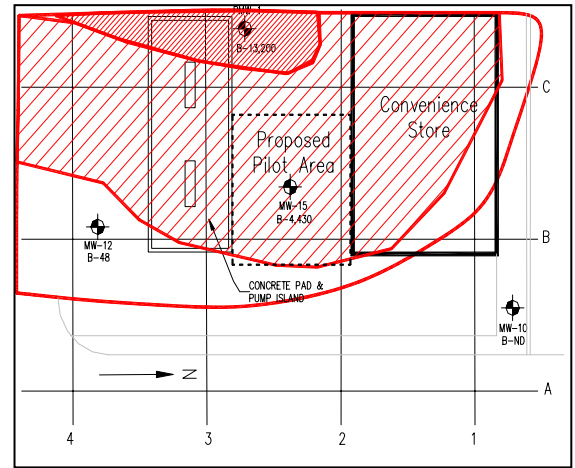 B-13,200
C
Convenience
Store
Proposed
Pilot Area
MW-15
B-4,430
MW-12
B-48
B
CONCRETE PAD &
PUMP ISLAND
MW-10
B-ND
N
A
4
3
2
1